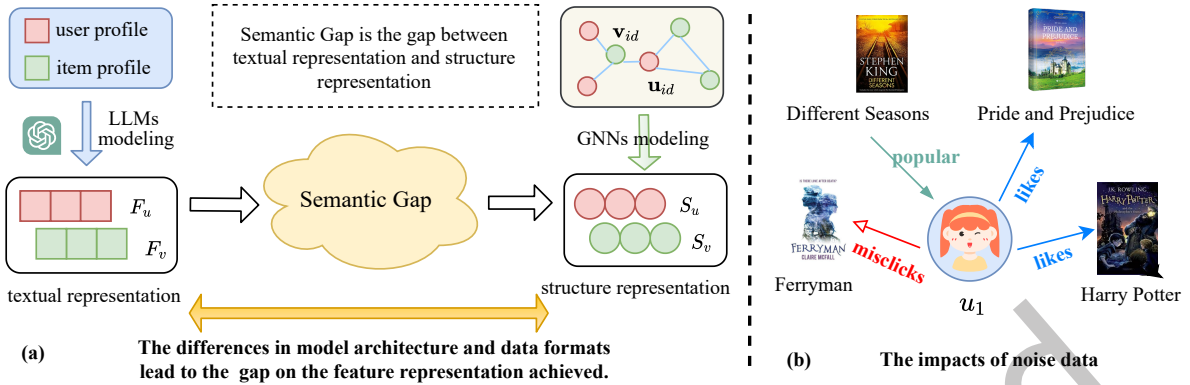 user profile
item profile
LLMs
modeling
Semantic Gap is the gap between
textual representation and structure
representation
v_id
u_id
GNNs modeling
F_u
F_v
Semantic Gap
S_u
S_v
textual representation
structure representation
(a)
The differences in model architecture and data formats
lead to the gap on the feature representation achieved.
STEPHEN
KING
DIFFERENT
SEASONS
Different Seasons
PRIDE AND
PREJUDICE
Pride and Prejudice
popular
likes
FERRYMAN
CLAIRE MCFALL
Ferryman
misclicks
u_1
likes
J.K. ROWLING
HARRY POTTER
Harry Potter
(b)
The impacts of noise data
d